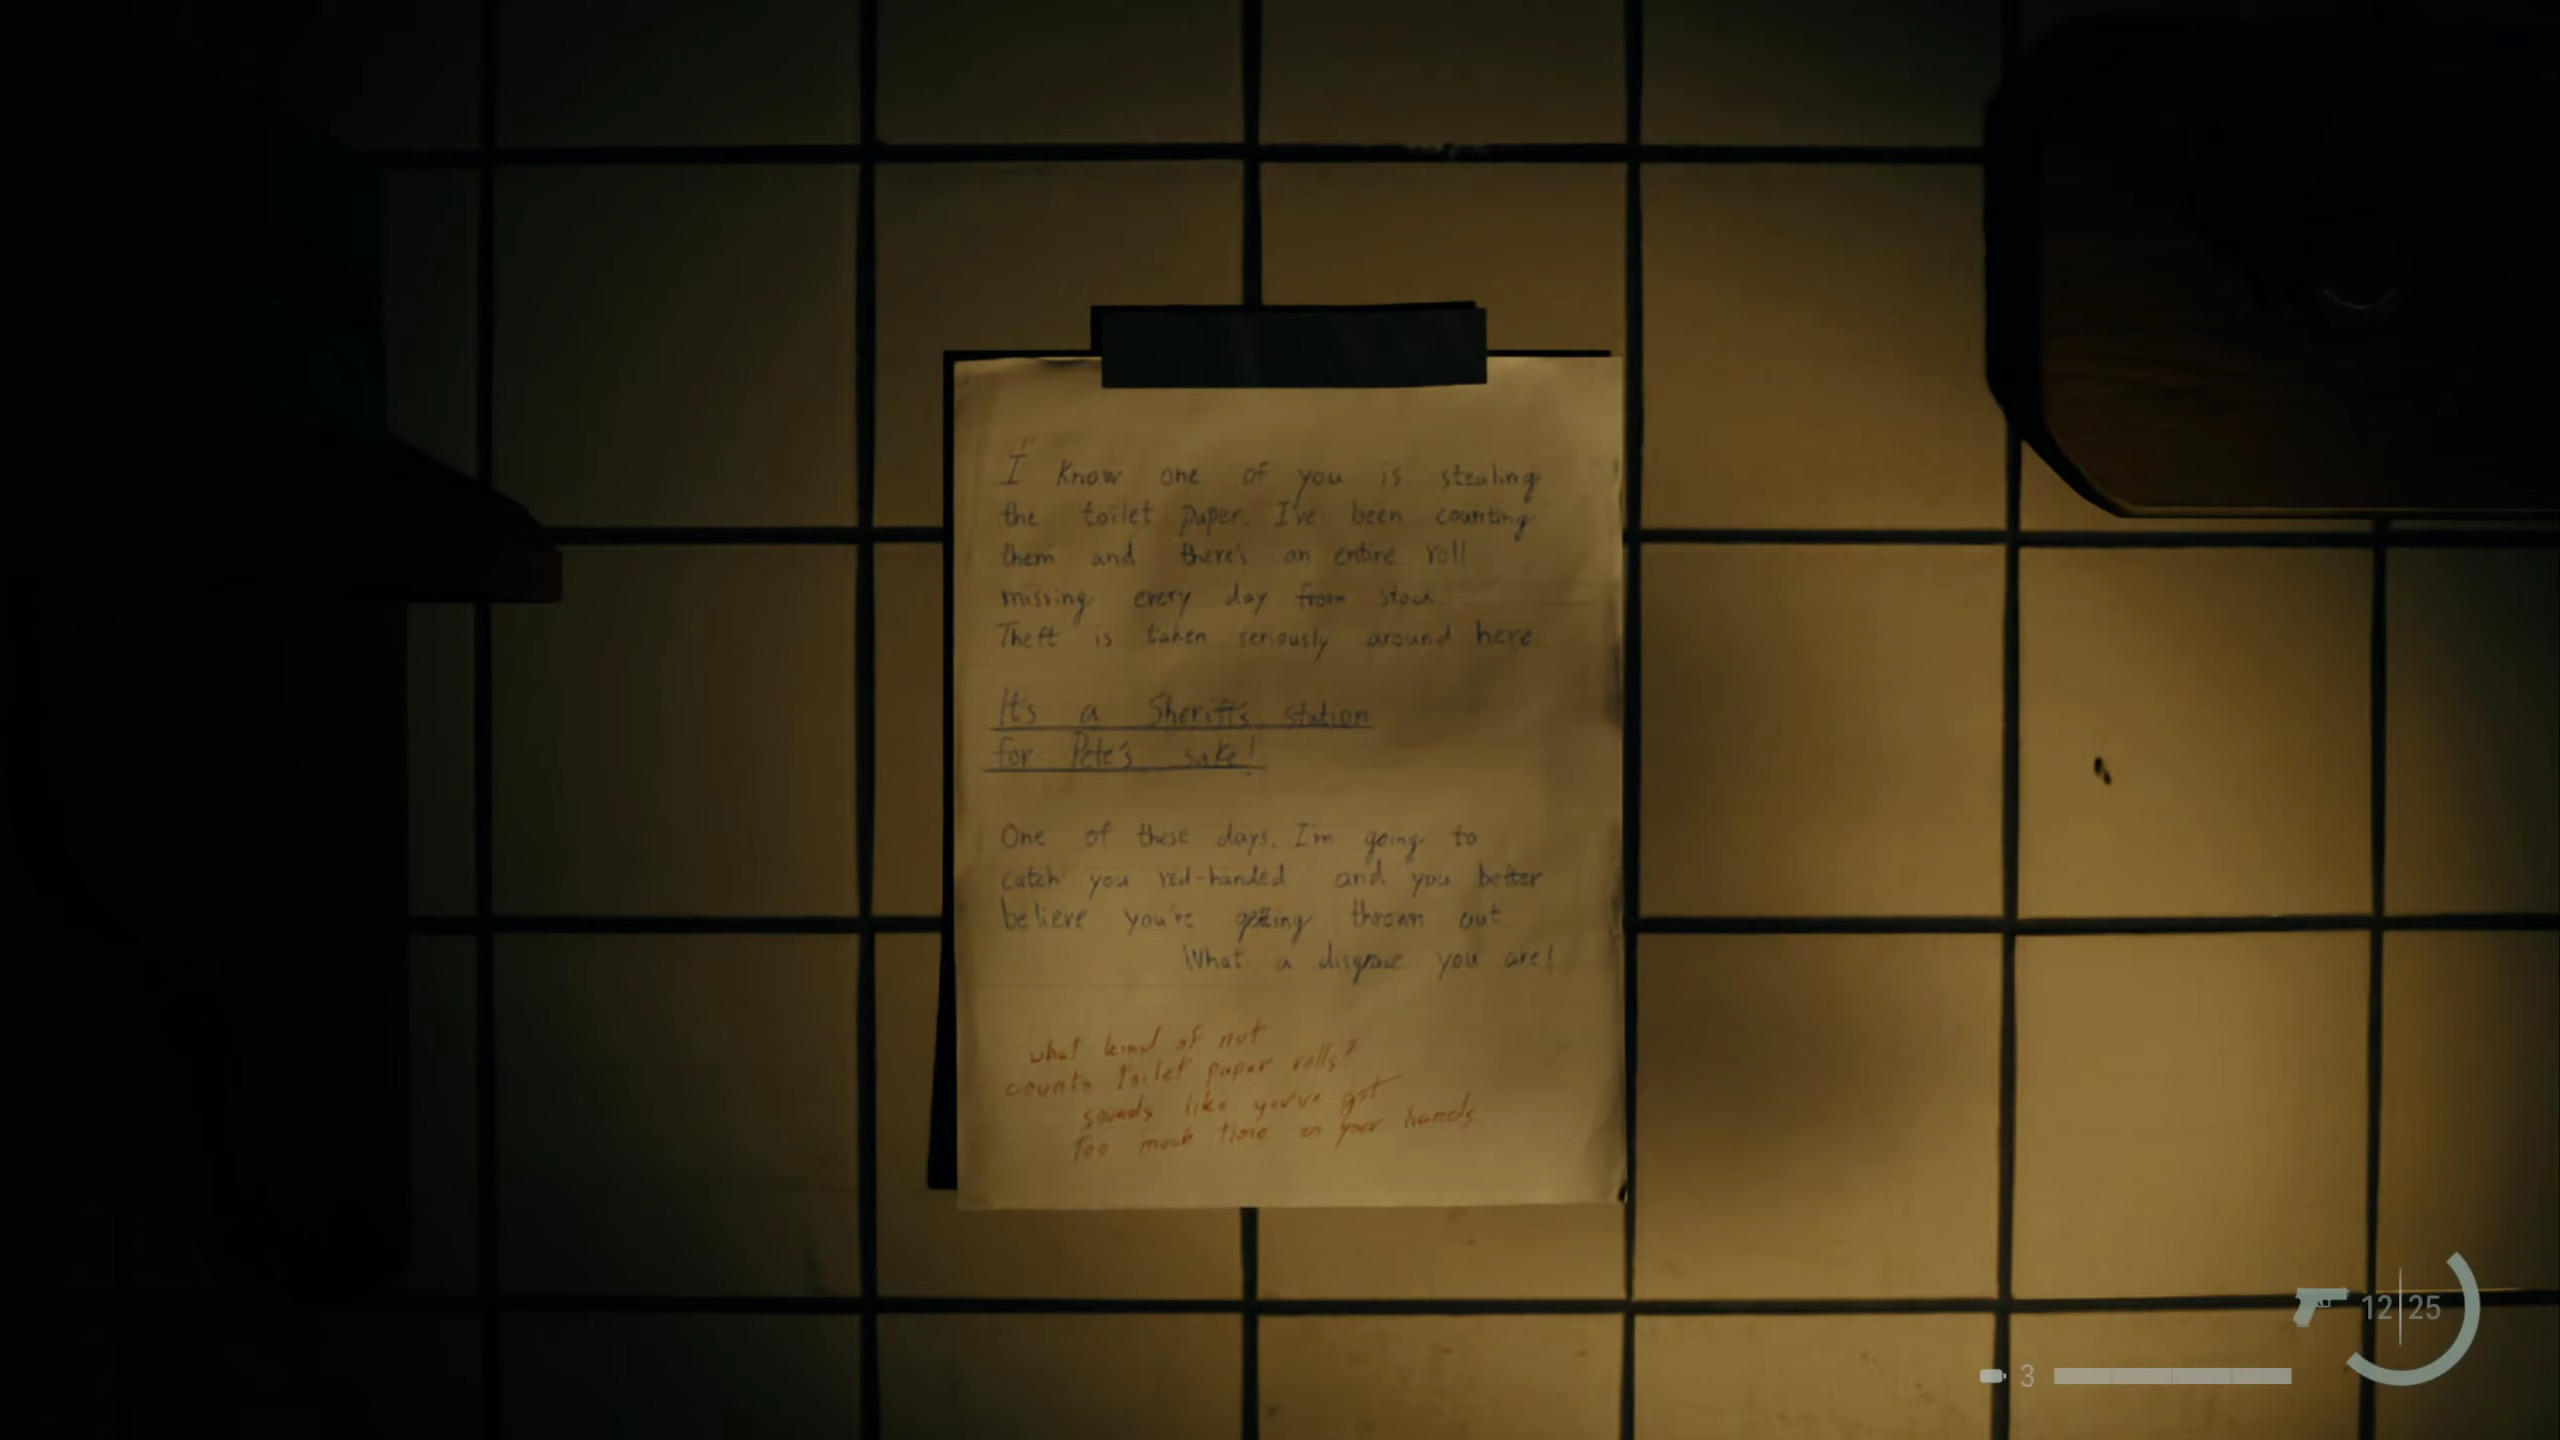 I know one of you is stealing
the toilet paper. I've been counting
them and there's an entire roll
missing every day from stock.
Theft is taken seriously around here
It's a Sheriff's station
for Pete's sake!
One of these days. I'm going to
catch you red-handed and you better
believe you're getting thrown out
What a disgrace you are!
what kind of nut
counts toilet paper rolls?
sounds like you've got
Too much time on your hands
12|25
3